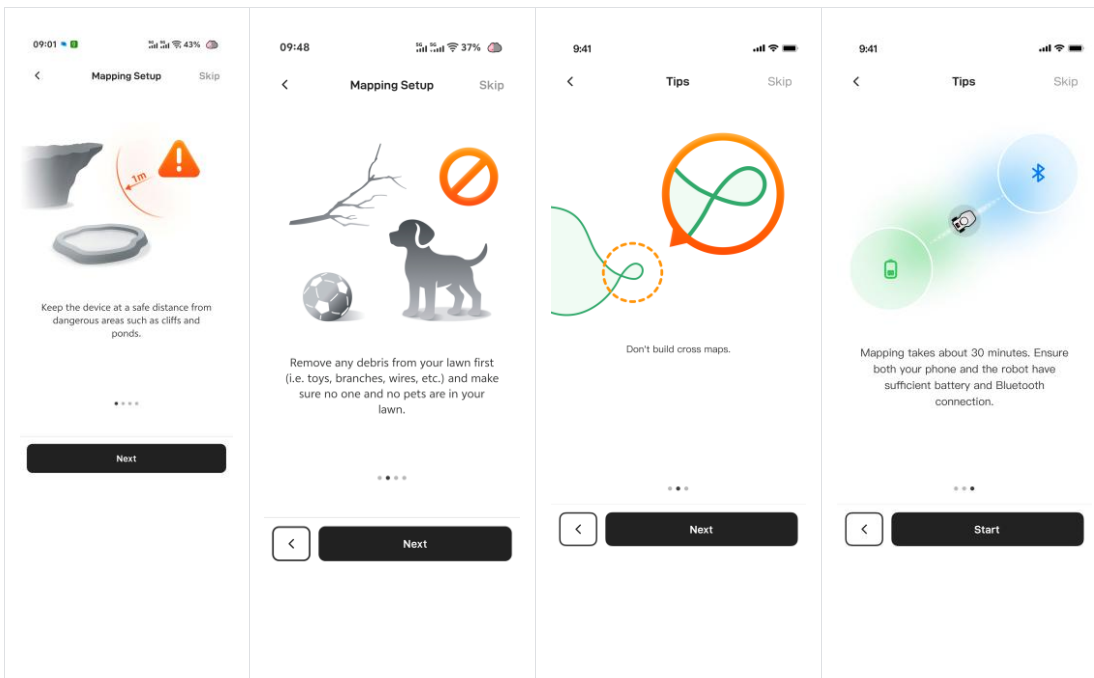 09:01
5G 5G 43%
Mapping Setup
Skip
1m
Keep the device at a safe distance from
dangerous areas such as cliffs and
ponds.
Next
09:48
5G 5G 37%
Mapping Setup
Skip
Remove any debris from your lawn first
(i.e. toys, branches, wires, etc.) and make
sure no one and no pets are in your
lawn.
Next
9:41
Tips
Skip
Don't build cross maps.
Next
9:41
Tips
Skip
Mapping takes about 30 minutes. Ensure
both your phone and the robot have
sufficient battery and Bluetooth
connection.
Start